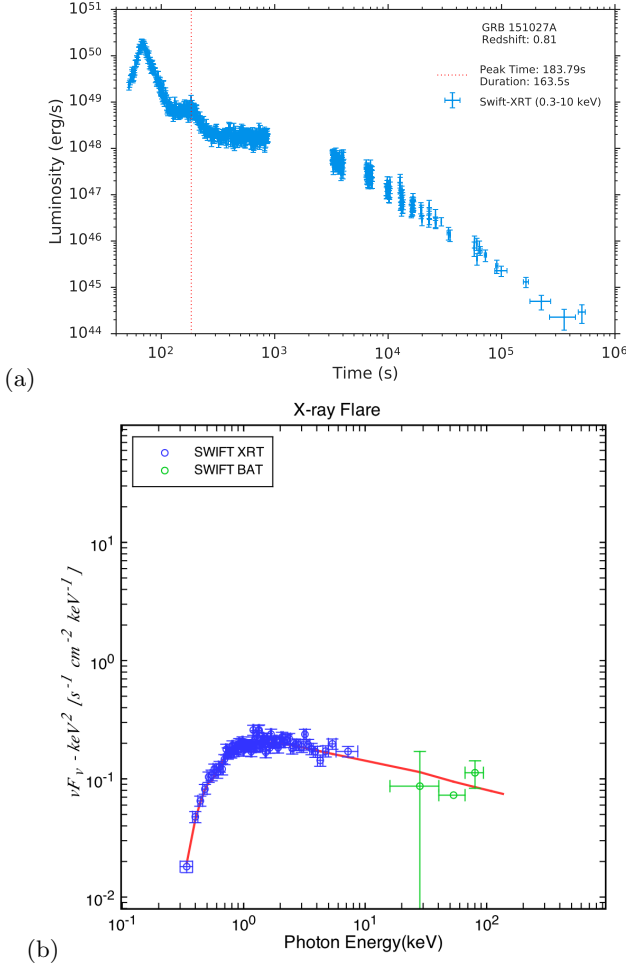 10^51
10^50
10^49
10^48
10^47
10^46
10^45
10^44
Luminosity (erg/s)
GRB 151027A
Redshift: 0.81
Peak Time: 183.79s
Duration: 163.5s
Swift-XRT (0.3-10 keV)
10^2 10^3 10^4 10^5 10^6
Time (s)
(a)
X-ray Flare
SWIFT XRT
SWIFT BAT
10^1
10^0
10^-1
10^-2
νF_ν - keV^2 [s^-1 cm^-2 keV^-1]
10^-1 10^0 10^1 10^2
Photon Energy(keV)
(b)